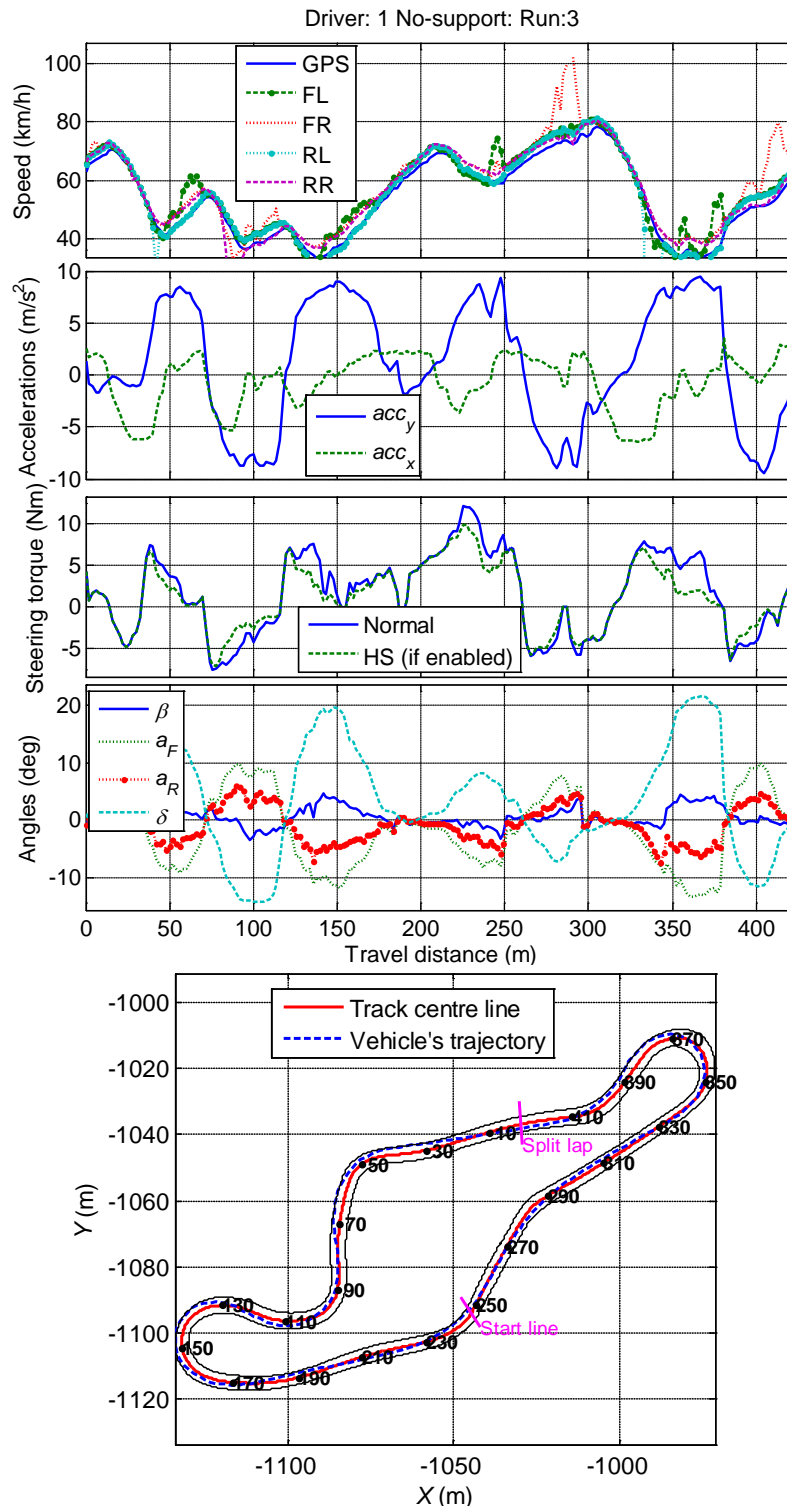 Driver: 1 No-support: Run:3
Speed (km/h)
100
80
60
40
GPS
FL
FR
RL
RR
Accelerations (m/s²)
10
5
0
-5
-10
acc_y
acc_x
Steering torque (Nm)
10
5
0
-5
Normal
HS (if enabled)
Angles (deg)
20
10
0
-10
β
a_F
a_R
δ
0 50 100 150 200 250 300 350 400
Travel distance (m)
Y (m)
-1000
-1020
-1040
-1060
-1080
-1100
-1120
Track centre line
Vehicle's trajectory
370
390
350
410
330
10
Split lap
30
310
50
290
70
270
90
250
130
110
Start line
150
230
210
170
190
-1100 -1050 -1000
X (m)